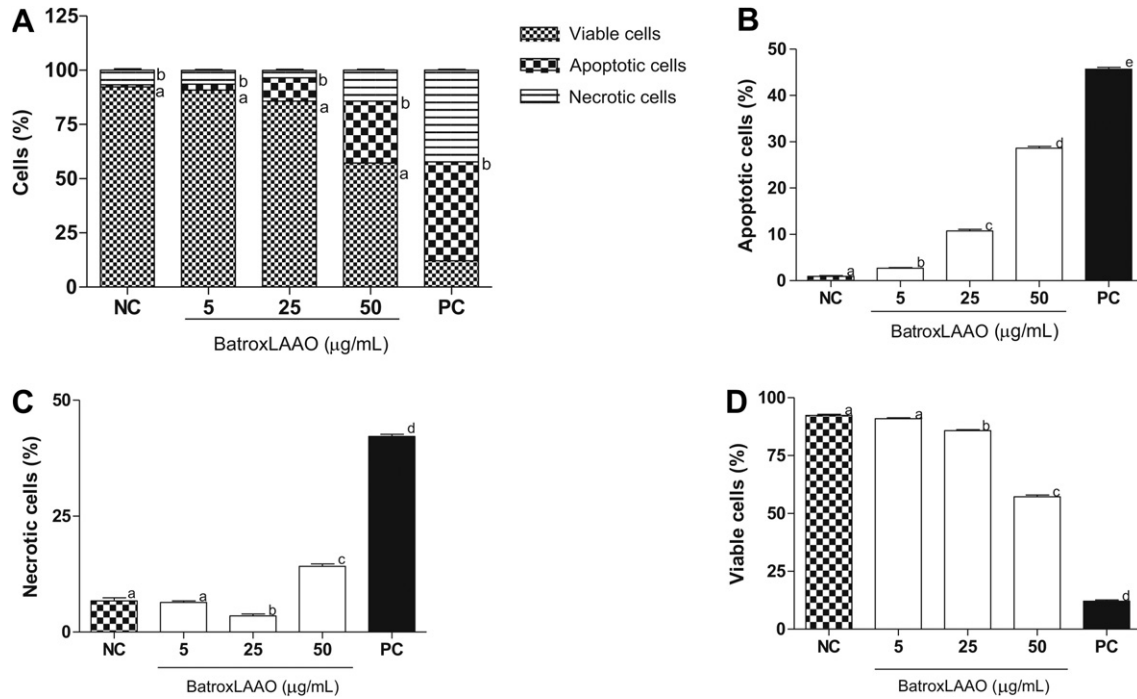 A
Cells (%)
125
100
75
50
25
0
b
a
b
a
b
a
b
a
b
NC
5
25
50
PC
BatroxLAAO (μg/mL)
Viable cells
Apoptotic cells
Necrotic cells
B
Apoptotic cells (%)
50
40
30
20
10
0
a
b
c
d
e
NC
5
25
50
PC
BatroxLAAO (μg/mL)
C
Necrotic cells (%)
50
25
0
a
a
b
c
d
NC
5
25
50
PC
BatroxLAAO (μg/mL)
D
Viable cells (%)
100
75
50
25
0
a
a
b
c
d
NC
5
25
50
PC
BatroxLAAO (μg/mL)